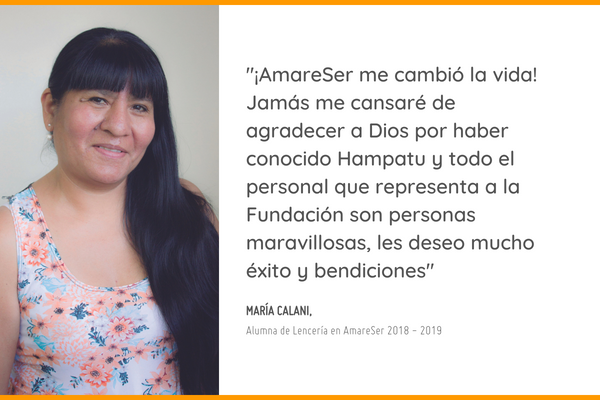 "¡AmareSer me cambió la vida!
Jamás me cansaré de
agradecer a Dios por haber
conocido Hampatu y todo el
personal que representa a la
Fundación son personas
maravillosas, les deseo mucho
éxito y bendiciones"
MARÍA CALANI,
Alumna de Lencería en AmareSer 2018 - 2019